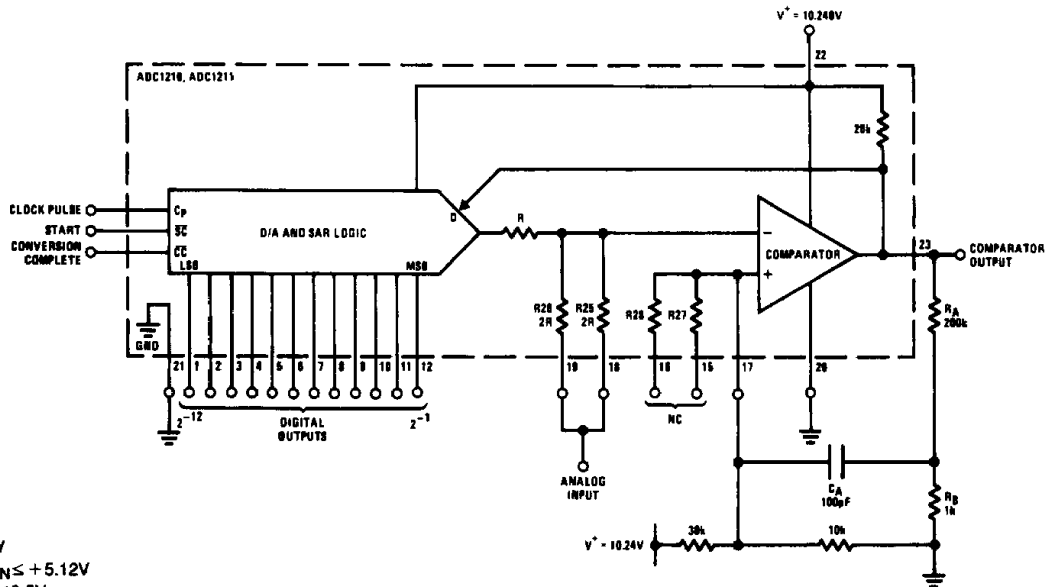 V+ = 10.240V
22
ADC1210, ADC1211
20k
CLOCK PULSE
CP
START
SC
CONVERSION COMPLETE
CC
D/A AND SAR LOGIC
D
R
LSB
MSB
COMPARATOR
−
+
23
COMPARATOR OUTPUT
R26
2R
R25
2R
R28
R27
RA
200k
GND
21
1
2
3
4
5
6
7
8
9
10
11
12
19
18
16
15
17
20
2−12
DIGITAL OUTPUTS
2−1
NC
ANALOG INPUT
CA
100pF
RB
1k
V+ = 10.24V
30k
10k
N≤ +5.12V